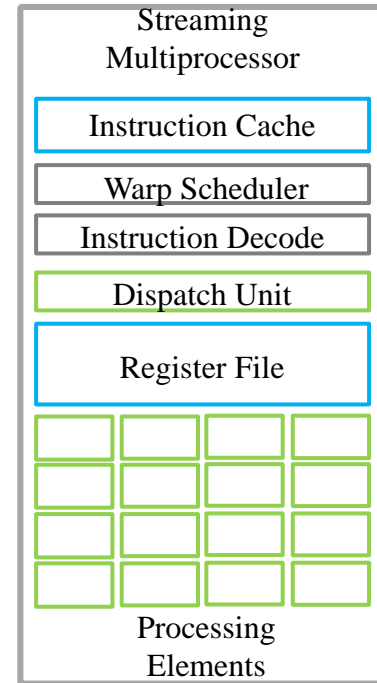 Streaming
Multiprocessor
Instruction Cache
Warp Scheduler
Instruction Decode
Dispatch Unit
Register File
Processing
Elements